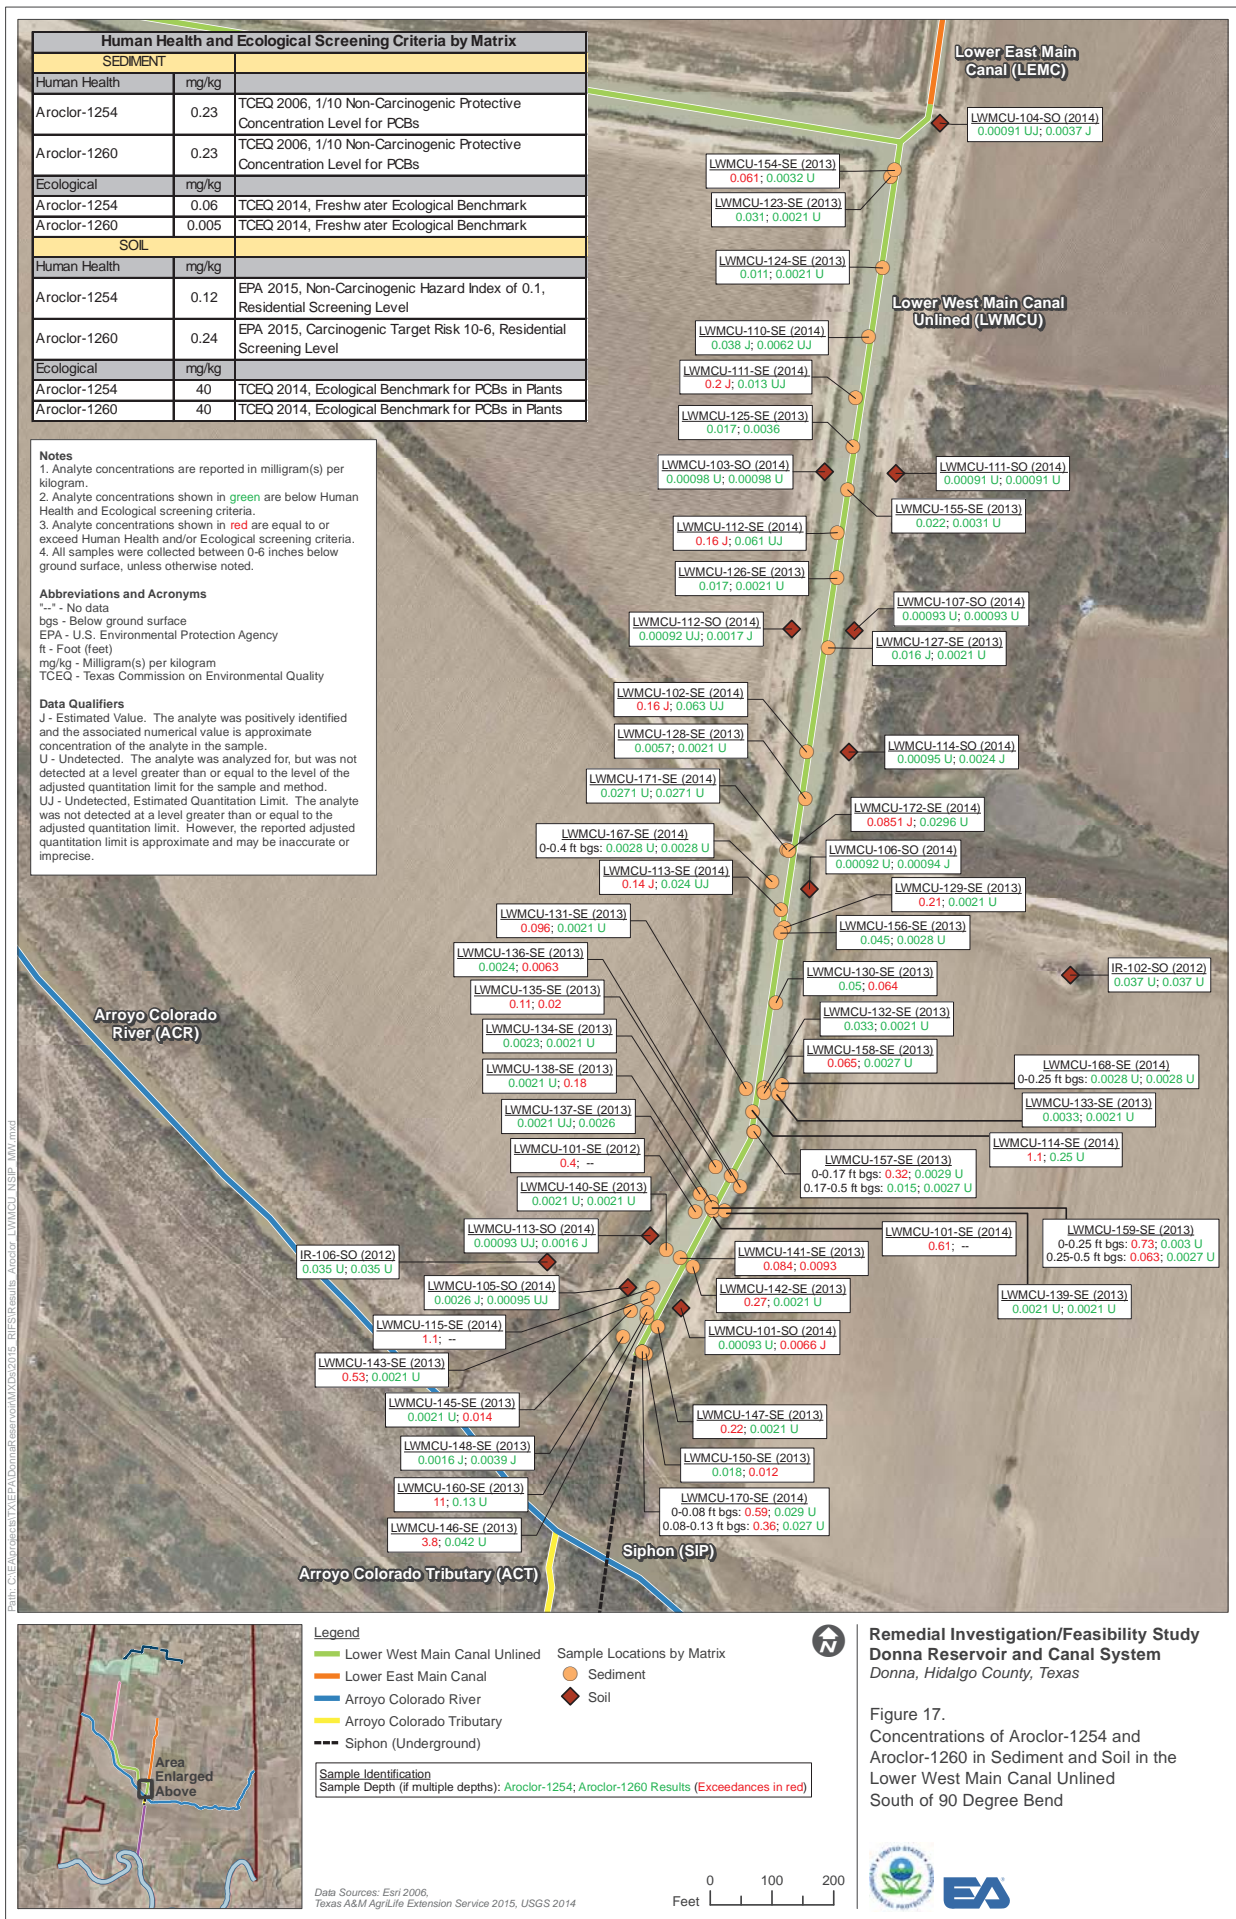 Human Health and Ecological Screening Criteria by Matrix
SEDIMENT
Human Health mg/kg
Aroclor-1254 0.23 TCEQ 2006, 1/10 Non-Carcinogenic Protective
Concentration Level for PCBs
Aroclor-1260 0.23 TCEQ 2006, 1/10 Non-Carcinogenic Protective
Concentration Level for PCBs
Ecological mg/kg
Aroclor-1254 0.06 TCEQ 2014, Freshwater Ecological Benchmark
Aroclor-1260 0.005 TCEQ 2014, Freshwater Ecological Benchmark
SOIL
Human Health mg/kg
Aroclor-1254 0.12 EPA 2015, Non-Carcinogenic Hazard Index of 0.1,
Residential Screening Level
Aroclor-1260 0.24 EPA 2015, Carcinogenic Target Risk 10-6, Residential
Screening Level
Ecological mg/kg
Aroclor-1254 40 TCEQ 2014, Ecological Benchmark for PCBs in Plants
Aroclor-1260 40 TCEQ 2014, Ecological Benchmark for PCBs in Plants
Notes
1. Analyte concentrations are reported in milligram(s) per
kilogram.
2. Analyte concentrations shown in green are below Human
Health and Ecological screening criteria.
3. Analyte concentrations shown in red are equal to or
exceed Human Health and/or Ecological screening criteria.
4. All samples were collected between 0-6 inches below
ground surface, unless otherwise noted.
Abbreviations and Acronyms
"--" - No data
bgs - Below ground surface
EPA - U.S. Environmental Protection Agency
ft - Foot (feet)
mg/kg - Milligram(s) per kilogram
TCEQ - Texas Commission on Environmental Quality
Data Qualifiers
J - Estimated Value. The analyte was positively identified
and the associated numerical value is approximate
concentration of the analyte in the sample.
U - Undetected. The analyte was analyzed for, but was not
detected at a level greater than or equal to the level of the
adjusted quantitation limit for the sample and method.
UJ - Undetected, Estimated Quantitation Limit. The analyte
was not detected at a level greater than or equal to the
adjusted quantitation limit. However, the reported adjusted
quantitation limit is approximate and may be inaccurate or
imprecise.
Lower East Main
Canal (LEMC)
LWMCU-104-SO (2014)
0.00091 UJ; 0.0037 J
LWMCU-154-SE (2013)
0.061; 0.0032 U
LWMCU-123-SE (2013)
0.031; 0.0021 U
LWMCU-124-SE (2013)
0.011; 0.0021 U
Lower West Main Canal
Unlined (LWMCU)
LWMCU-110-SE (2014)
0.038 J; 0.0062 UJ
LWMCU-111-SE (2014)
0.2 J; 0.013 UJ
LWMCU-125-SE (2013)
0.017; 0.0036
LWMCU-103-SO (2014)
0.00098 U; 0.00098 U
LWMCU-111-SO (2014)
0.00091 U; 0.00091 U
LWMCU-155-SE (2013)
0.022; 0.0031 U
LWMCU-112-SE (2014)
0.16 J; 0.061 UJ
LWMCU-126-SE (2013)
0.017; 0.0021 U
LWMCU-107-SO (2014)
0.00093 U; 0.00093 U
LWMCU-112-SO (2014)
0.00092 UJ; 0.0017 J
LWMCU-127-SE (2013)
0.016 J; 0.0021 U
LWMCU-102-SE (2014)
0.16 J; 0.063 UJ
LWMCU-128-SE (2013)
0.0057; 0.0021 U
LWMCU-114-SO (2014)
0.00095 U; 0.0024 J
LWMCU-171-SE (2014)
0.0271 U; 0.0271 U
LWMCU-172-SE (2014)
0.0851 J; 0.0296 U
LWMCU-167-SE (2014)
0-0.4 ft bgs: 0.0028 U; 0.0028 U
LWMCU-106-SO (2014)
0.00092 U; 0.00094 J
LWMCU-113-SE (2014)
0.14 J; 0.024 UJ
LWMCU-129-SE (2013)
0.21; 0.0021 U
LWMCU-131-SE (2013)
0.096; 0.0021 U
LWMCU-156-SE (2013)
0.045; 0.0028 U
LWMCU-136-SE (2013)
0.0024; 0.0063
IR-102-SO (2012)
0.037 U; 0.037 U
LWMCU-130-SE (2013)
0.05; 0.064
LWMCU-135-SE (2013)
0.11; 0.02
Arroyo Colorado
River (ACR)
LWMCU-132-SE (2013)
0.033; 0.0021 U
LWMCU-134-SE (2013)
0.0023; 0.0021 U
LWMCU-158-SE (2013)
0.065; 0.0027 U
LWMCU-138-SE (2013)
0.0021 U; 0.18
LWMCU-168-SE (2014)
0-0.25 ft bgs: 0.0028 U; 0.0028 U
LWMCU-137-SE (2013)
0.0021 UJ; 0.0026
LWMCU-133-SE (2013)
0.0033; 0.0021 U
LWMCU-101-SE (2012)
0.4; --
LWMCU-114-SE (2014)
1.1; 0.25 U
LWMCU-157-SE (2013)
0-0.17 ft bgs: 0.32; 0.0029 U
0.17-0.5 ft bgs: 0.015; 0.0027 U
LWMCU-140-SE (2013)
0.0021 U; 0.0021 U
LWMCU-113-SO (2014)
0.00093 UJ; 0.0016 J
LWMCU-101-SE (2014)
0.61; --
LWMCU-159-SE (2013)
0-0.25 ft bgs: 0.73; 0.003 U
0.25-0.5 ft bgs: 0.063; 0.0027 U
IR-106-SO (2012)
0.035 U; 0.035 U
LWMCU-141-SE (2013)
0.084; 0.0093
LWMCU-105-SO (2014)
0.0026 J; 0.00095 UJ
LWMCU-142-SE (2013)
0.27; 0.0021 U
LWMCU-139-SE (2013)
0.0021 U; 0.0021 U
LWMCU-115-SE (2014)
1.1; --
LWMCU-101-SO (2014)
0.00093 U; 0.0066 J
LWMCU-143-SE (2013)
0.53; 0.0021 U
LWMCU-145-SE (2013)
0.0021 U; 0.014
LWMCU-147-SE (2013)
0.22; 0.0021 U
LWMCU-148-SE (2013)
0.0016 J; 0.0039 J
LWMCU-150-SE (2013)
0.018; 0.012
LWMCU-160-SE (2013)
11; 0.13 U
LWMCU-170-SE (2014)
0-0.08 ft bgs: 0.59; 0.029 U
0.08-0.13 ft bgs: 0.36; 0.027 U
LWMCU-146-SE (2013)
3.8; 0.042 U
Siphon (SIP)
Arroyo Colorado Tributary (ACT)
Path: C:\EA\projects\TX\EPA\DonnaReservoir\MXDs\2015_RIFS\Results_Aroclor_LWMCU_NSIP_MW.mxd
Area
Enlarged
Above
Legend
Lower West Main Canal Unlined
Lower East Main Canal
Arroyo Colorado River
Arroyo Colorado Tributary
Siphon (Underground)
Sample Locations by Matrix
Sediment
Soil
N
Sample Identification
Sample Depth (if multiple depths): Aroclor-1254; Aroclor-1260 Results (Exceedances in red)
Data Sources: Esri 2006,
Texas A&M AgriLife Extension Service 2015, USGS 2014
0 100 200
Feet
Remedial Investigation/Feasibility Study
Donna Reservoir and Canal System
Donna, Hidalgo County, Texas
Figure 17.
Concentrations of Aroclor-1254 and
Aroclor-1260 in Sediment and Soil in the
Lower West Main Canal Unlined
South of 90 Degree Bend
EA